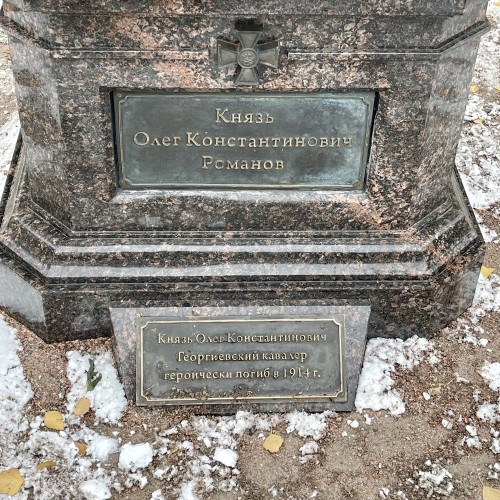 Князь
Олег Константинович
Романов
Князь Олег Константинович
Георгиевский кавалер
героически погиб в 1914 г.